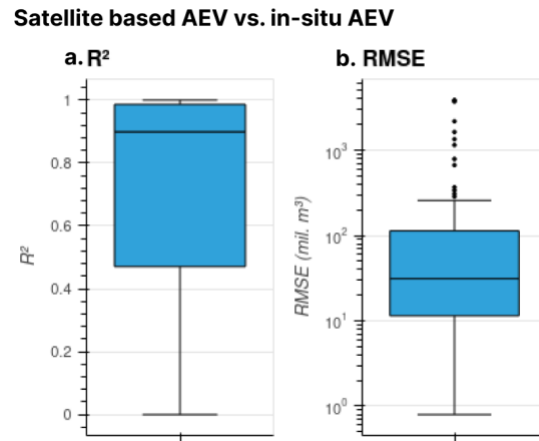 Satellite based AEV vs. in-situ AEV
a. R²
b. RMSE
R²
1
0.8
0.6
0.4
0.2
0
RMSE (mil. m³)
10³
10²
10¹
10⁰